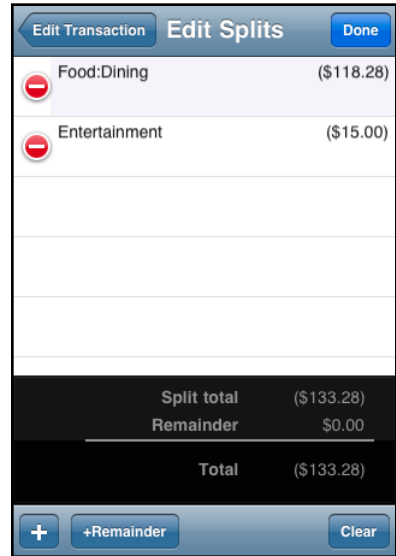 Edit Transaction Edit Splits Done
Food:Dining ($118.28)
Entertainment ($15.00)
Split total ($133.28)
Remainder $0.00
Total ($133.28)
+ +Remainder Clear